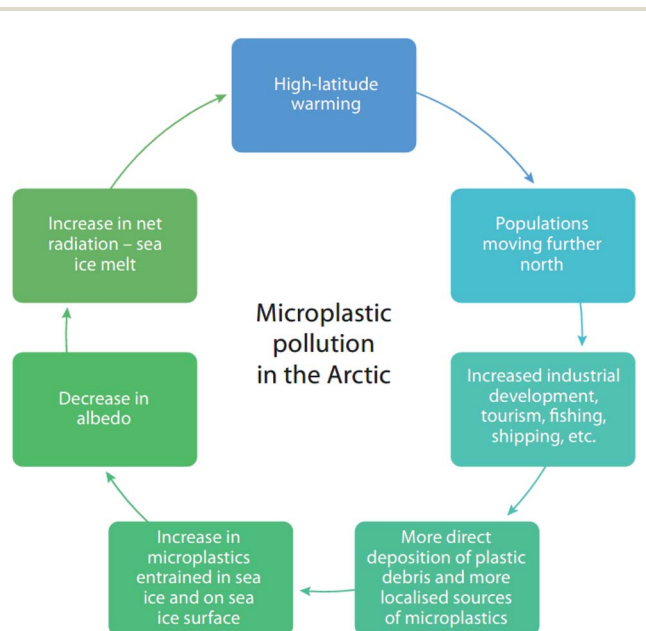 High-latitude
warming
Populations
moving further
north
Increased industrial
development,
tourism, fishing,
shipping, etc.
More direct
deposition of plastic
debris and more
localised sources
of microplastics
Increase in
microplastics
entrained in sea
ice and on sea
ice surface
Decrease in
albedo
Increase in net
radiation – sea
ice melt
Microplastic
pollution
in the Arctic